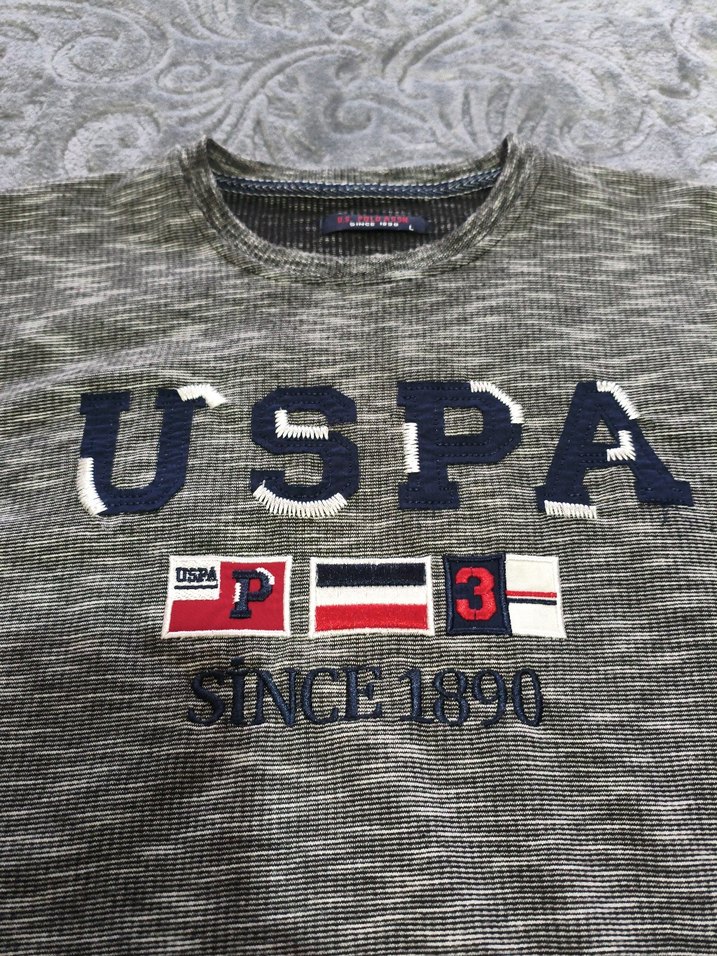 U.S. POLO ASSN
SINCE 1890 L
USPA
USPA P 3
SİNCE 1890